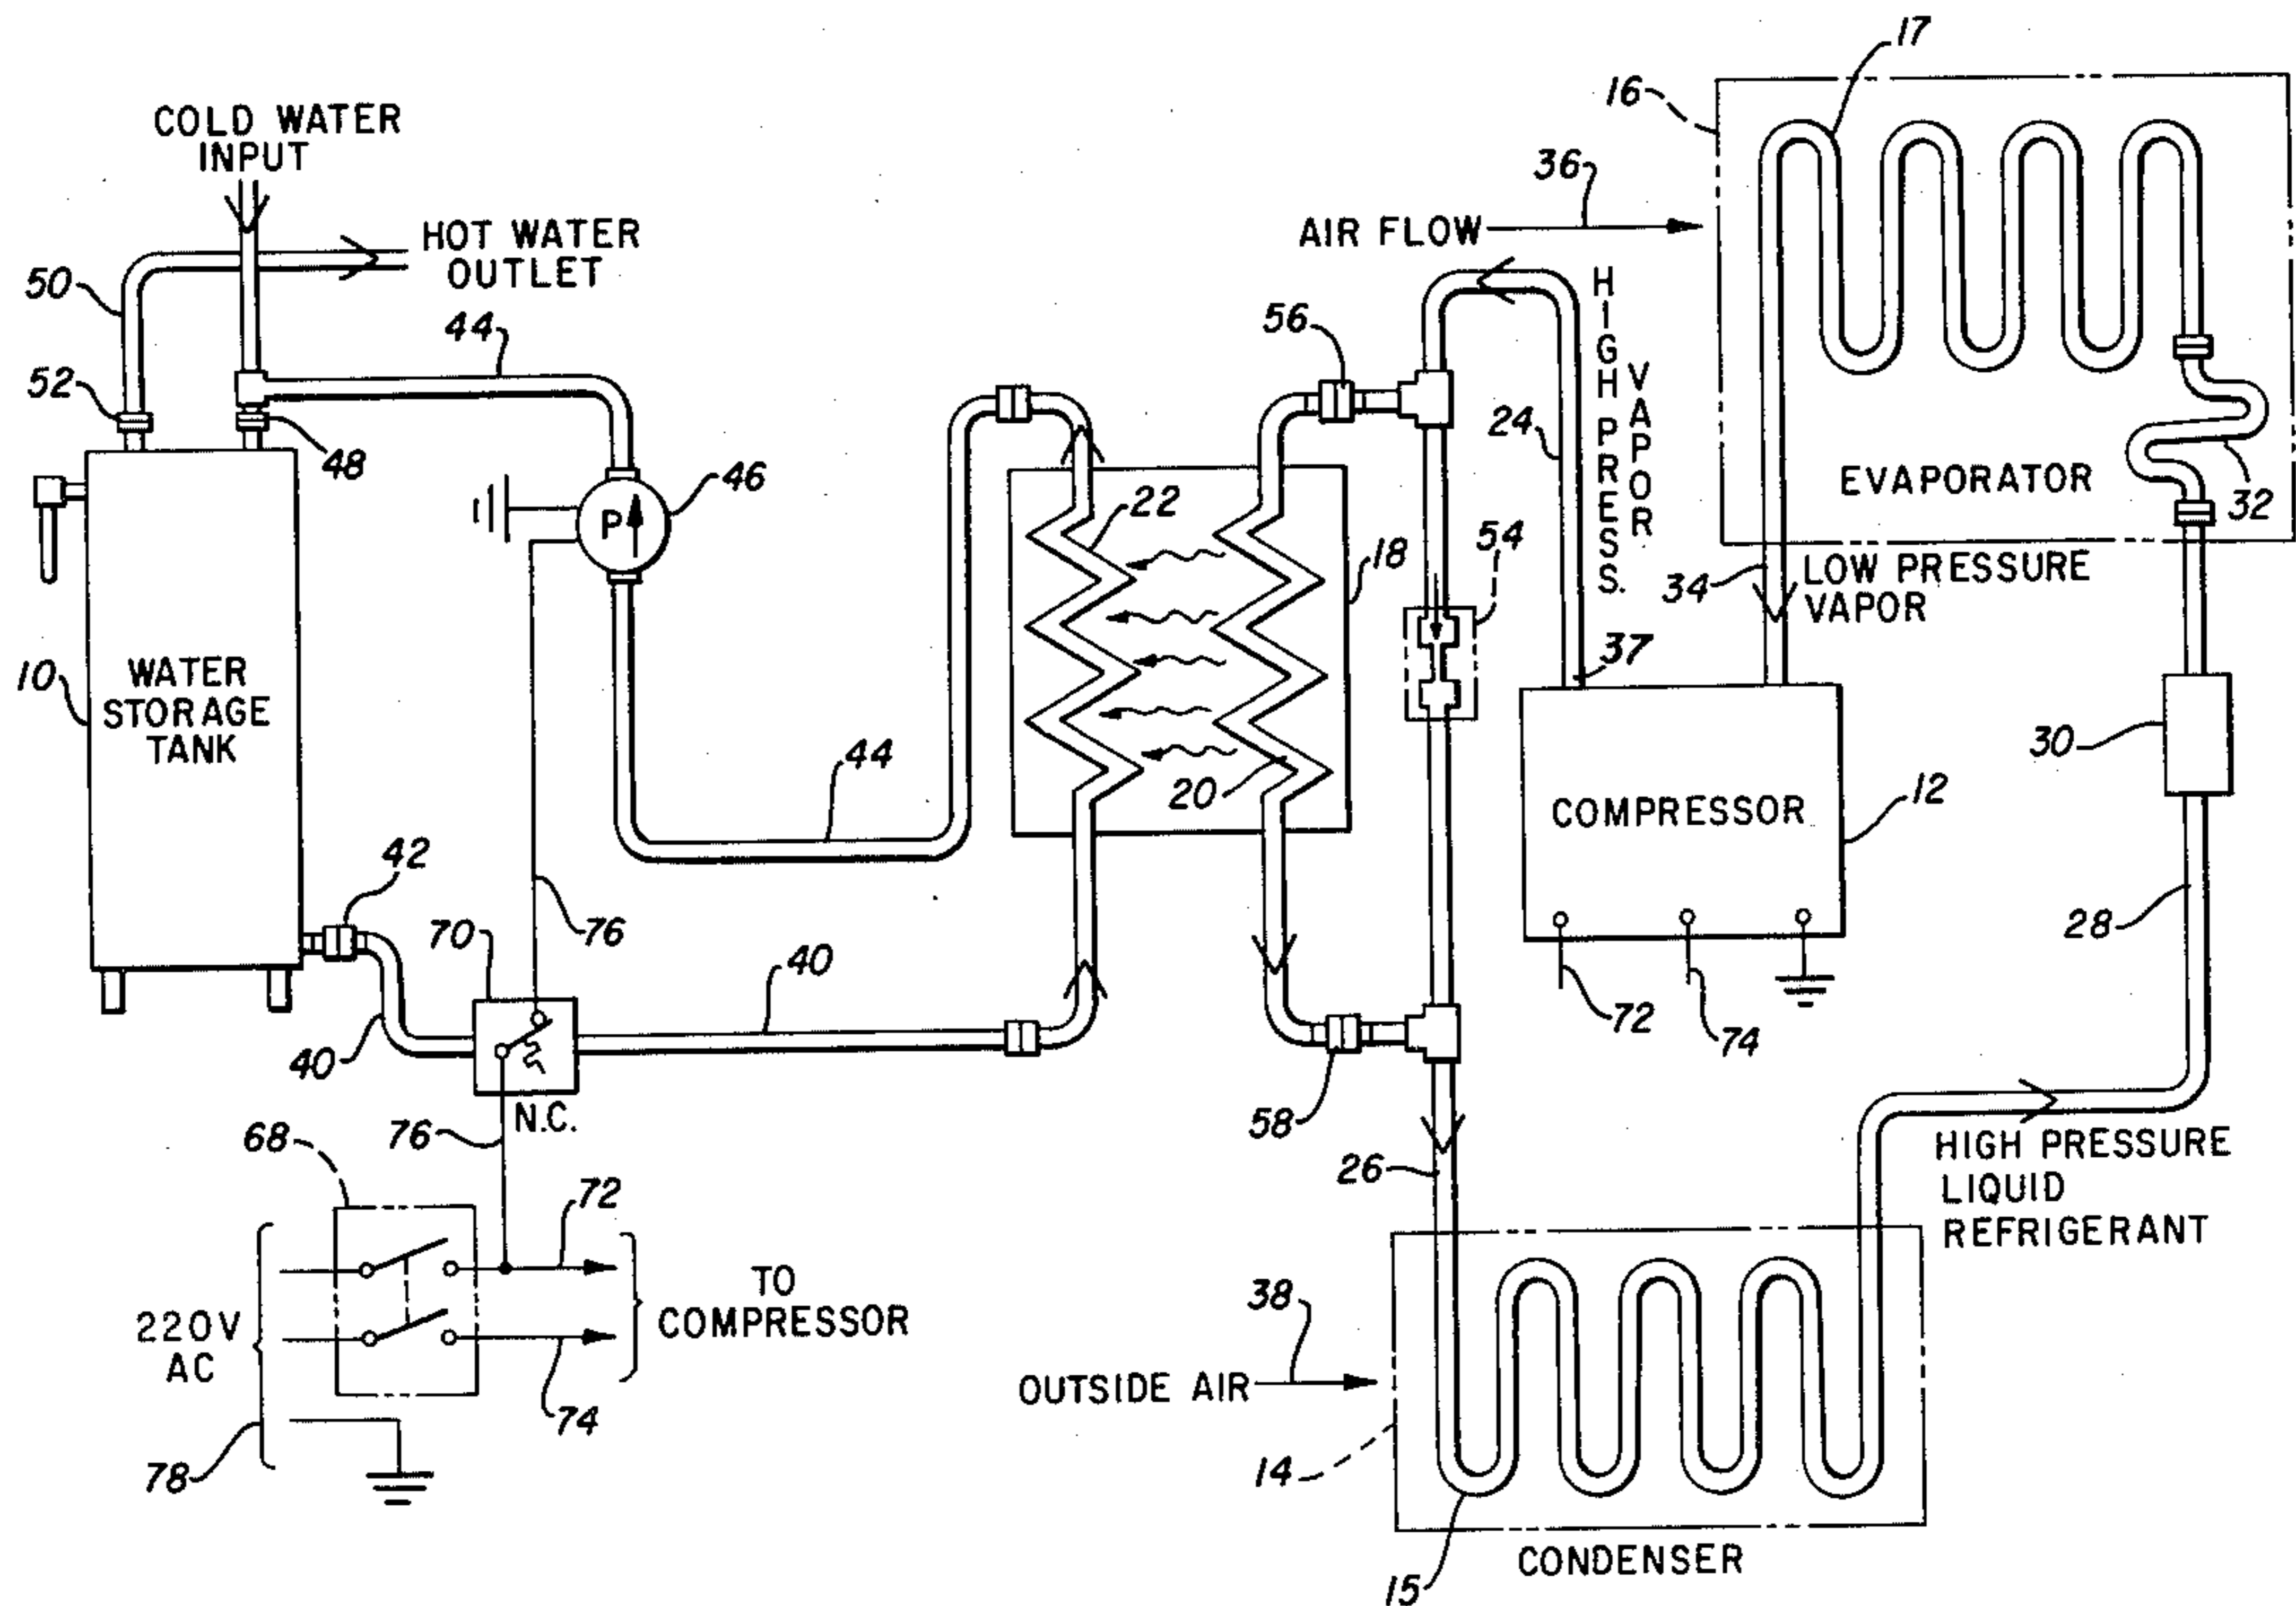 17
16
COLD WATER
INPUT
36
HOT WATER
OUTLET
AIR FLOW
50
44
56
HIGH PRESS.
VAPOR
52
24
48
46
EVAPORATOR
32
P
22
54
18
LOW PRESSURE
VAPOR
34
37
10
WATER
STORAGE
TANK
30
44
20
COMPRESSOR
12
42
28
70
76
40
72
74
40
N.C.
76
58
68
26
HIGH PRESSURE
LIQUID
REFRIGERANT
72
TO
COMPRESSOR
38
220V
AC
OUTSIDE AIR
74
14
78
CONDENSER
15